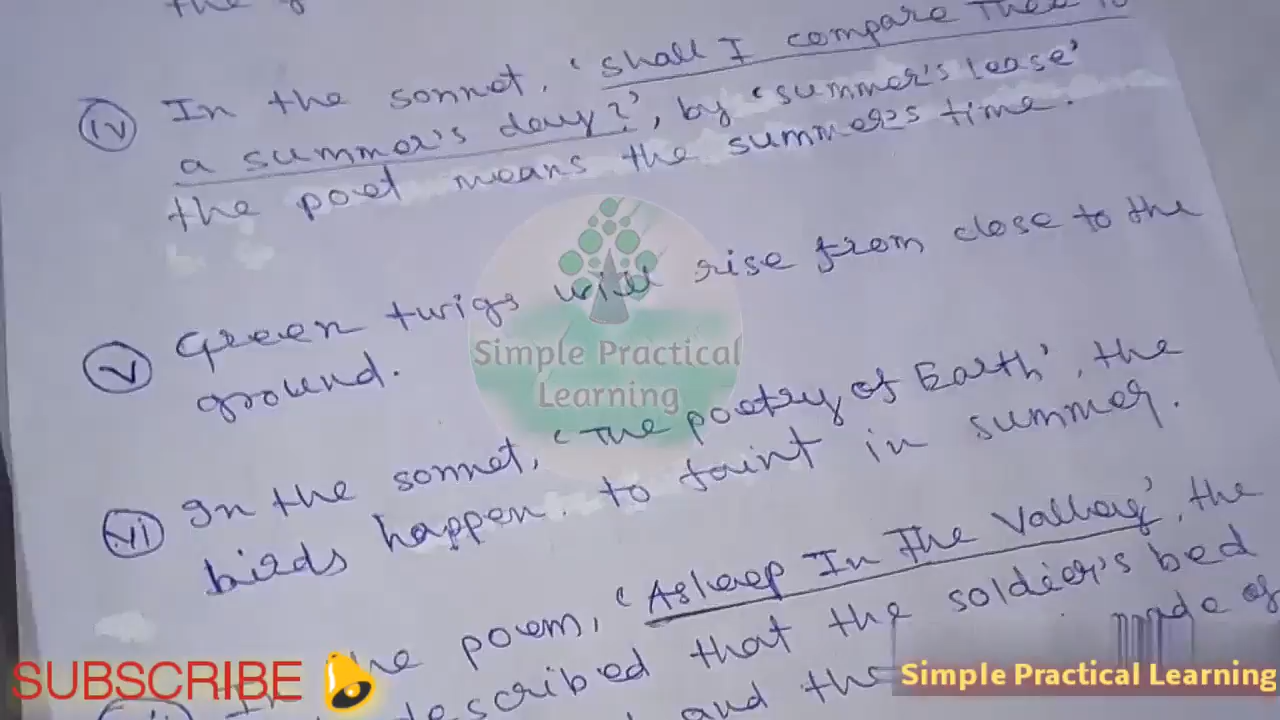 the
(iv) In the sonnet, 'Shall I compare Thee to
a summer's day?', by 'summer's lease'
the poet means the summer's time.
(v) Green twigs will rise from close to the
ground.
(vi) In the sonnet, 'The poetry of Earth', the
birds happen to faint in summer.
In the poem, 'Asleep In The Valley', the
described that the soldier's bed
made of
and the
Simple Practical
Learning
SUBSCRIBE
Simple Practical Learning